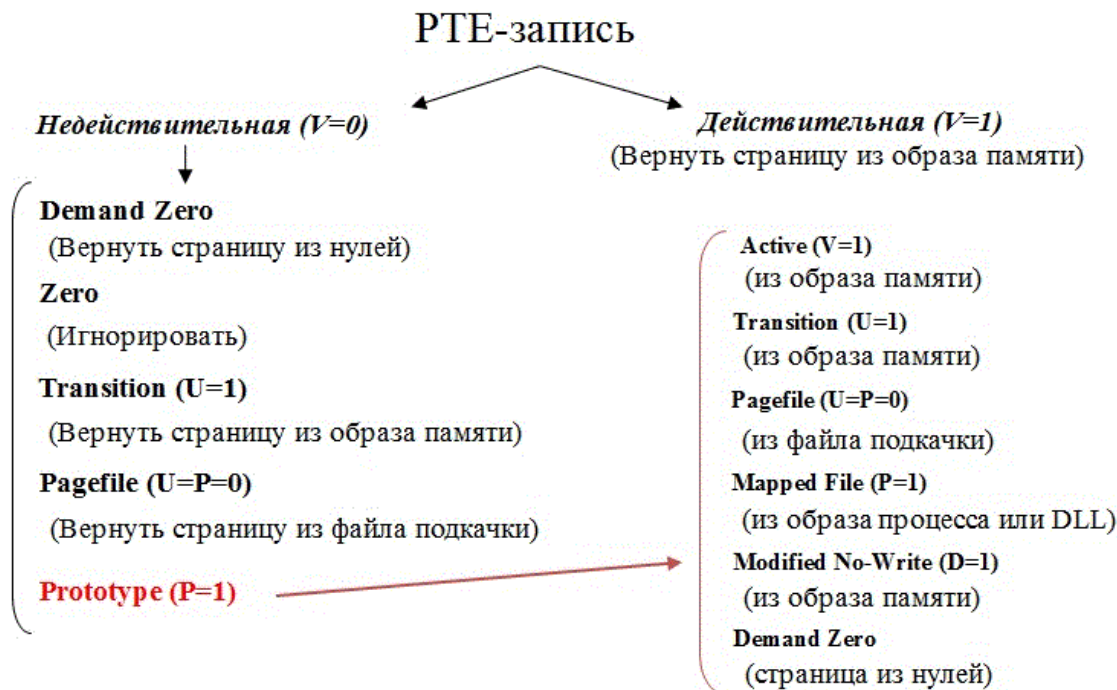 PTE-запись
Недействительная (V=0)
Действительная (V=1)
(Вернуть страницу из образа памяти)
Demand Zero
(Вернуть страницу из нулей)
Zero
(Игнорировать)
Transition (U=1)
(Вернуть страницу из образа памяти)
Pagefile (U=P=0)
(Вернуть страницу из файла подкачки)
Prototype (P=1)
Active (V=1)
(из образа памяти)
Transition (U=1)
(из образа памяти)
Pagefile (U=P=0)
(из файла подкачки)
Mapped File (P=1)
(из образа процесса или DLL)
Modified No-Write (D=1)
(из образа памяти)
Demand Zero
(страница из нулей)